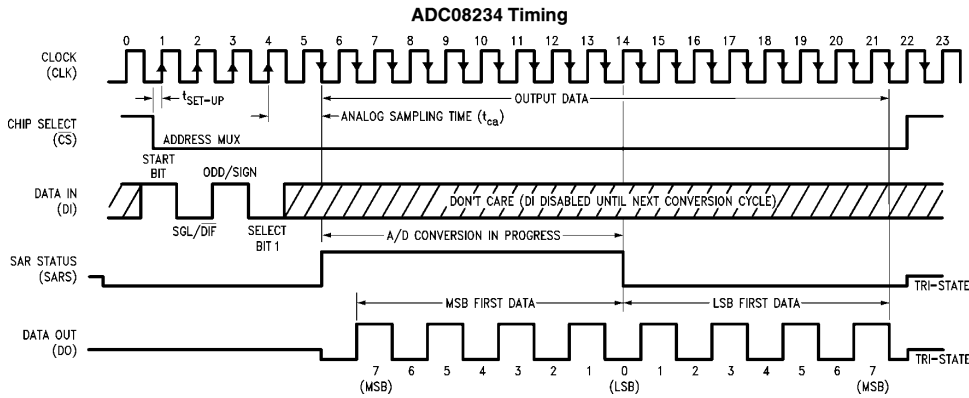 ADC08234 Timing
0 1 2 3 4 5 6 7 8 9 10 11 12 13 14 15 16 17 18 19 20 21 22 23
CLOCK
(CLK)
tSET-UP
OUTPUT DATA
ANALOG SAMPLING TIME (tca)
CHIP SELECT
(CS)
ADDRESS MUX
START
BIT
ODD/SIGN
DATA IN
(DI)
DON'T CARE (DI DISABLED UNTIL NEXT CONVERSION CYCLE)
SGL/DIF
SELECT
BIT 1
A/D CONVERSION IN PROGRESS
SAR STATUS
(SARS)
TRI-STATE
MSB FIRST DATA
LSB FIRST DATA
DATA OUT
(DO)
TRI-STATE
7 6 5 4 3 2 1 0 1 2 3 4 5 6 7
(MSB) (LSB) (MSB)